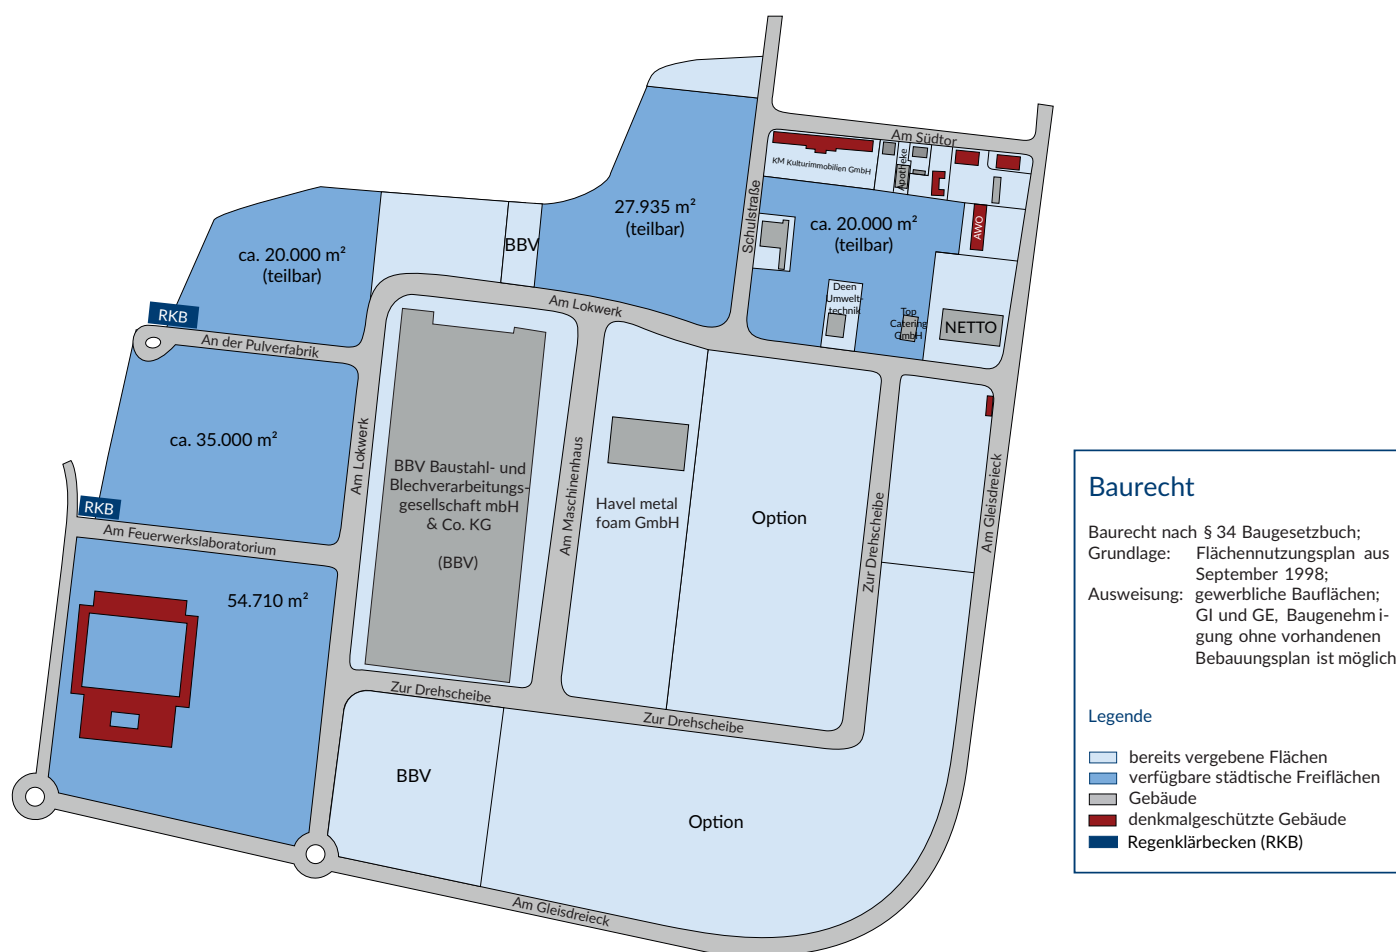 Am Südtor
KM Kulturimmobilien GmbH
Apotheke
AWO
Schulstraße
27.935 m²
(teilbar)
ca. 20.000 m²
(teilbar)
ca. 20.000 m²
(teilbar)
BBV
Deen
Umwelt-
technik
Top
Catering
GmbH
NETTO
Am Lokwerk
RKB
An der Pulverfabrik
ca. 35.000 m²
Am Lokwerk
BBV Baustahl- und
Blechverarbeitungs-
gesellschaft mbH
& Co. KG
(BBV)
Am Maschinenhaus
Havel metal
foam GmbH
Option
Zur Drehscheibe
Am Gleisdreieck
RKB
Am Feuerwerkslaboratorium
54.710 m²
Zur Drehscheibe
Zur Drehscheibe
BBV
Option
Am Gleisdreieck
Baurecht
Baurecht nach § 34 Baugesetzbuch;
Grundlage: Flächennutzungsplan aus
September 1998;
Ausweisung: gewerbliche Bauflächen;
GI und GE, Baugenehmi-
gung ohne vorhandenen
Bebauungsplan ist möglich
Legende
bereits vergebene Flächen
verfügbare städtische Freiflächen
Gebäude
denkmalgeschützte Gebäude
Regenklärbecken (RKB)